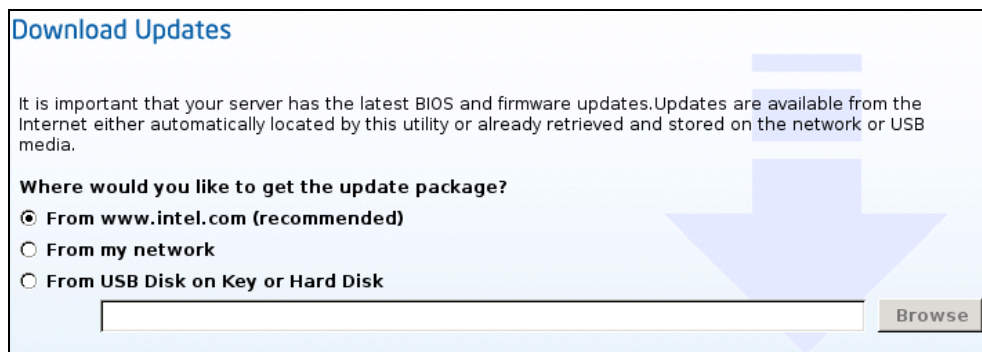 Download Updates
It is important that your server has the latest BIOS and firmware updates.Updates are available from the
Internet either automatically located by this utility or already retrieved and stored on the network or USB
media.
Where would you like to get the update package?
From www.intel.com (recommended)
From my network
From USB Disk on Key or Hard Disk
Browse